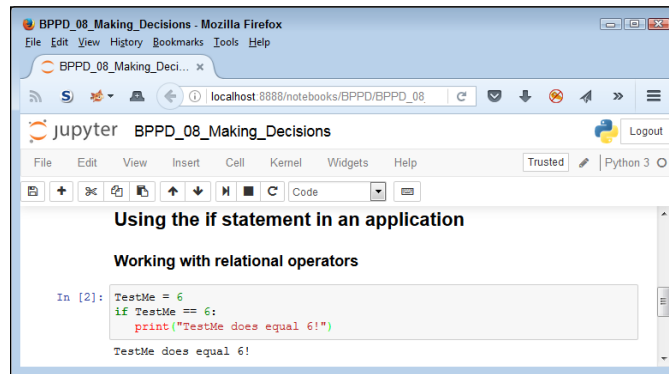 BPPD_08_Making_Decisions - Mozilla Firefox
File Edit View History Bookmarks Tools Help
BPPD_08_Making_Deci... ×
localhost:8888/notebooks/BPPD/BPPD_08
jupyter BPPD_08_Making_Decisions
Logout
File Edit View Insert Cell Kernel Widgets Help Trusted Python 3
Code
Using the if statement in an application
Working with relational operators
In [2]: TestMe = 6
if TestMe == 6:
print("TestMe does equal 6!")
TestMe does equal 6!